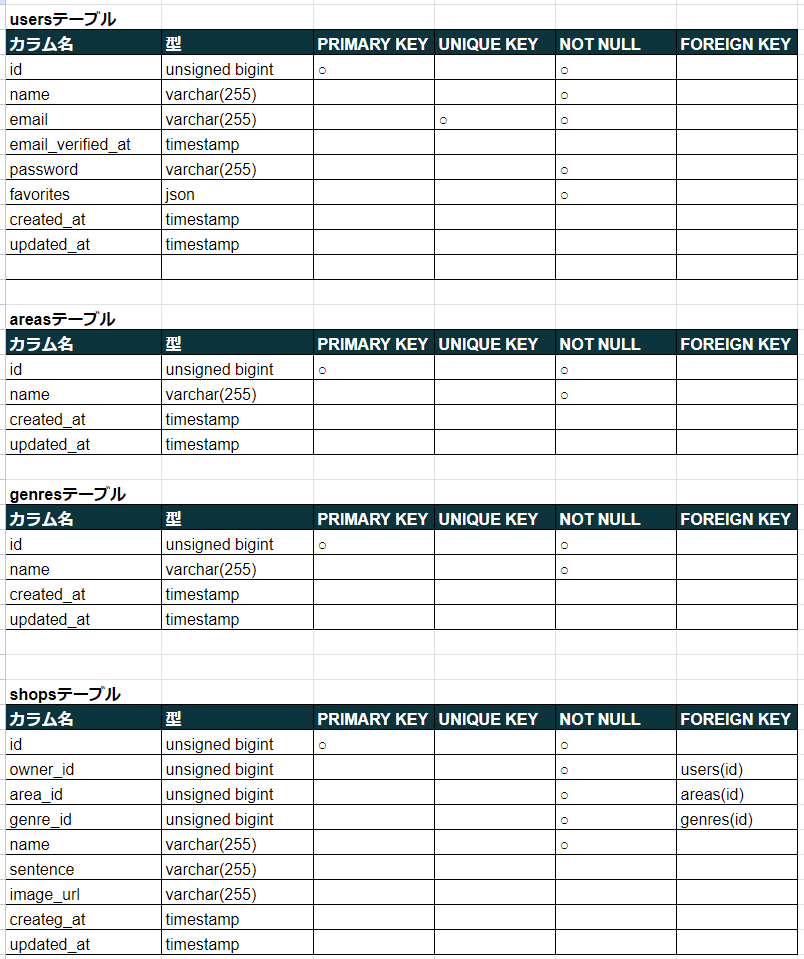 usersテーブル
カラム名 型 PRIMARY KEY UNIQUE KEY NOT NULL FOREIGN KEY
id unsigned bigint ○ ○
name varchar(255) ○
email varchar(255) ○ ○
email_verified_at timestamp
password varchar(255) ○
favorites json ○
created_at timestamp
updated_at timestamp
areasテーブル
カラム名 型 PRIMARY KEY UNIQUE KEY NOT NULL FOREIGN KEY
id unsigned bigint ○ ○
name varchar(255) ○
created_at timestamp
updated_at timestamp
genresテーブル
カラム名 型 PRIMARY KEY UNIQUE KEY NOT NULL FOREIGN KEY
id unsigned bigint ○ ○
name varchar(255) ○
created_at timestamp
updated_at timestamp
shopsテーブル
カラム名 型 PRIMARY KEY UNIQUE KEY NOT NULL FOREIGN KEY
id unsigned bigint ○ ○
owner_id unsigned bigint ○ users(id)
area_id unsigned bigint ○ areas(id)
genre_id unsigned bigint ○ genres(id)
name varchar(255) ○
sentence varchar(255)
image_url varchar(255)
createg_at timestamp
updated_at timestamp